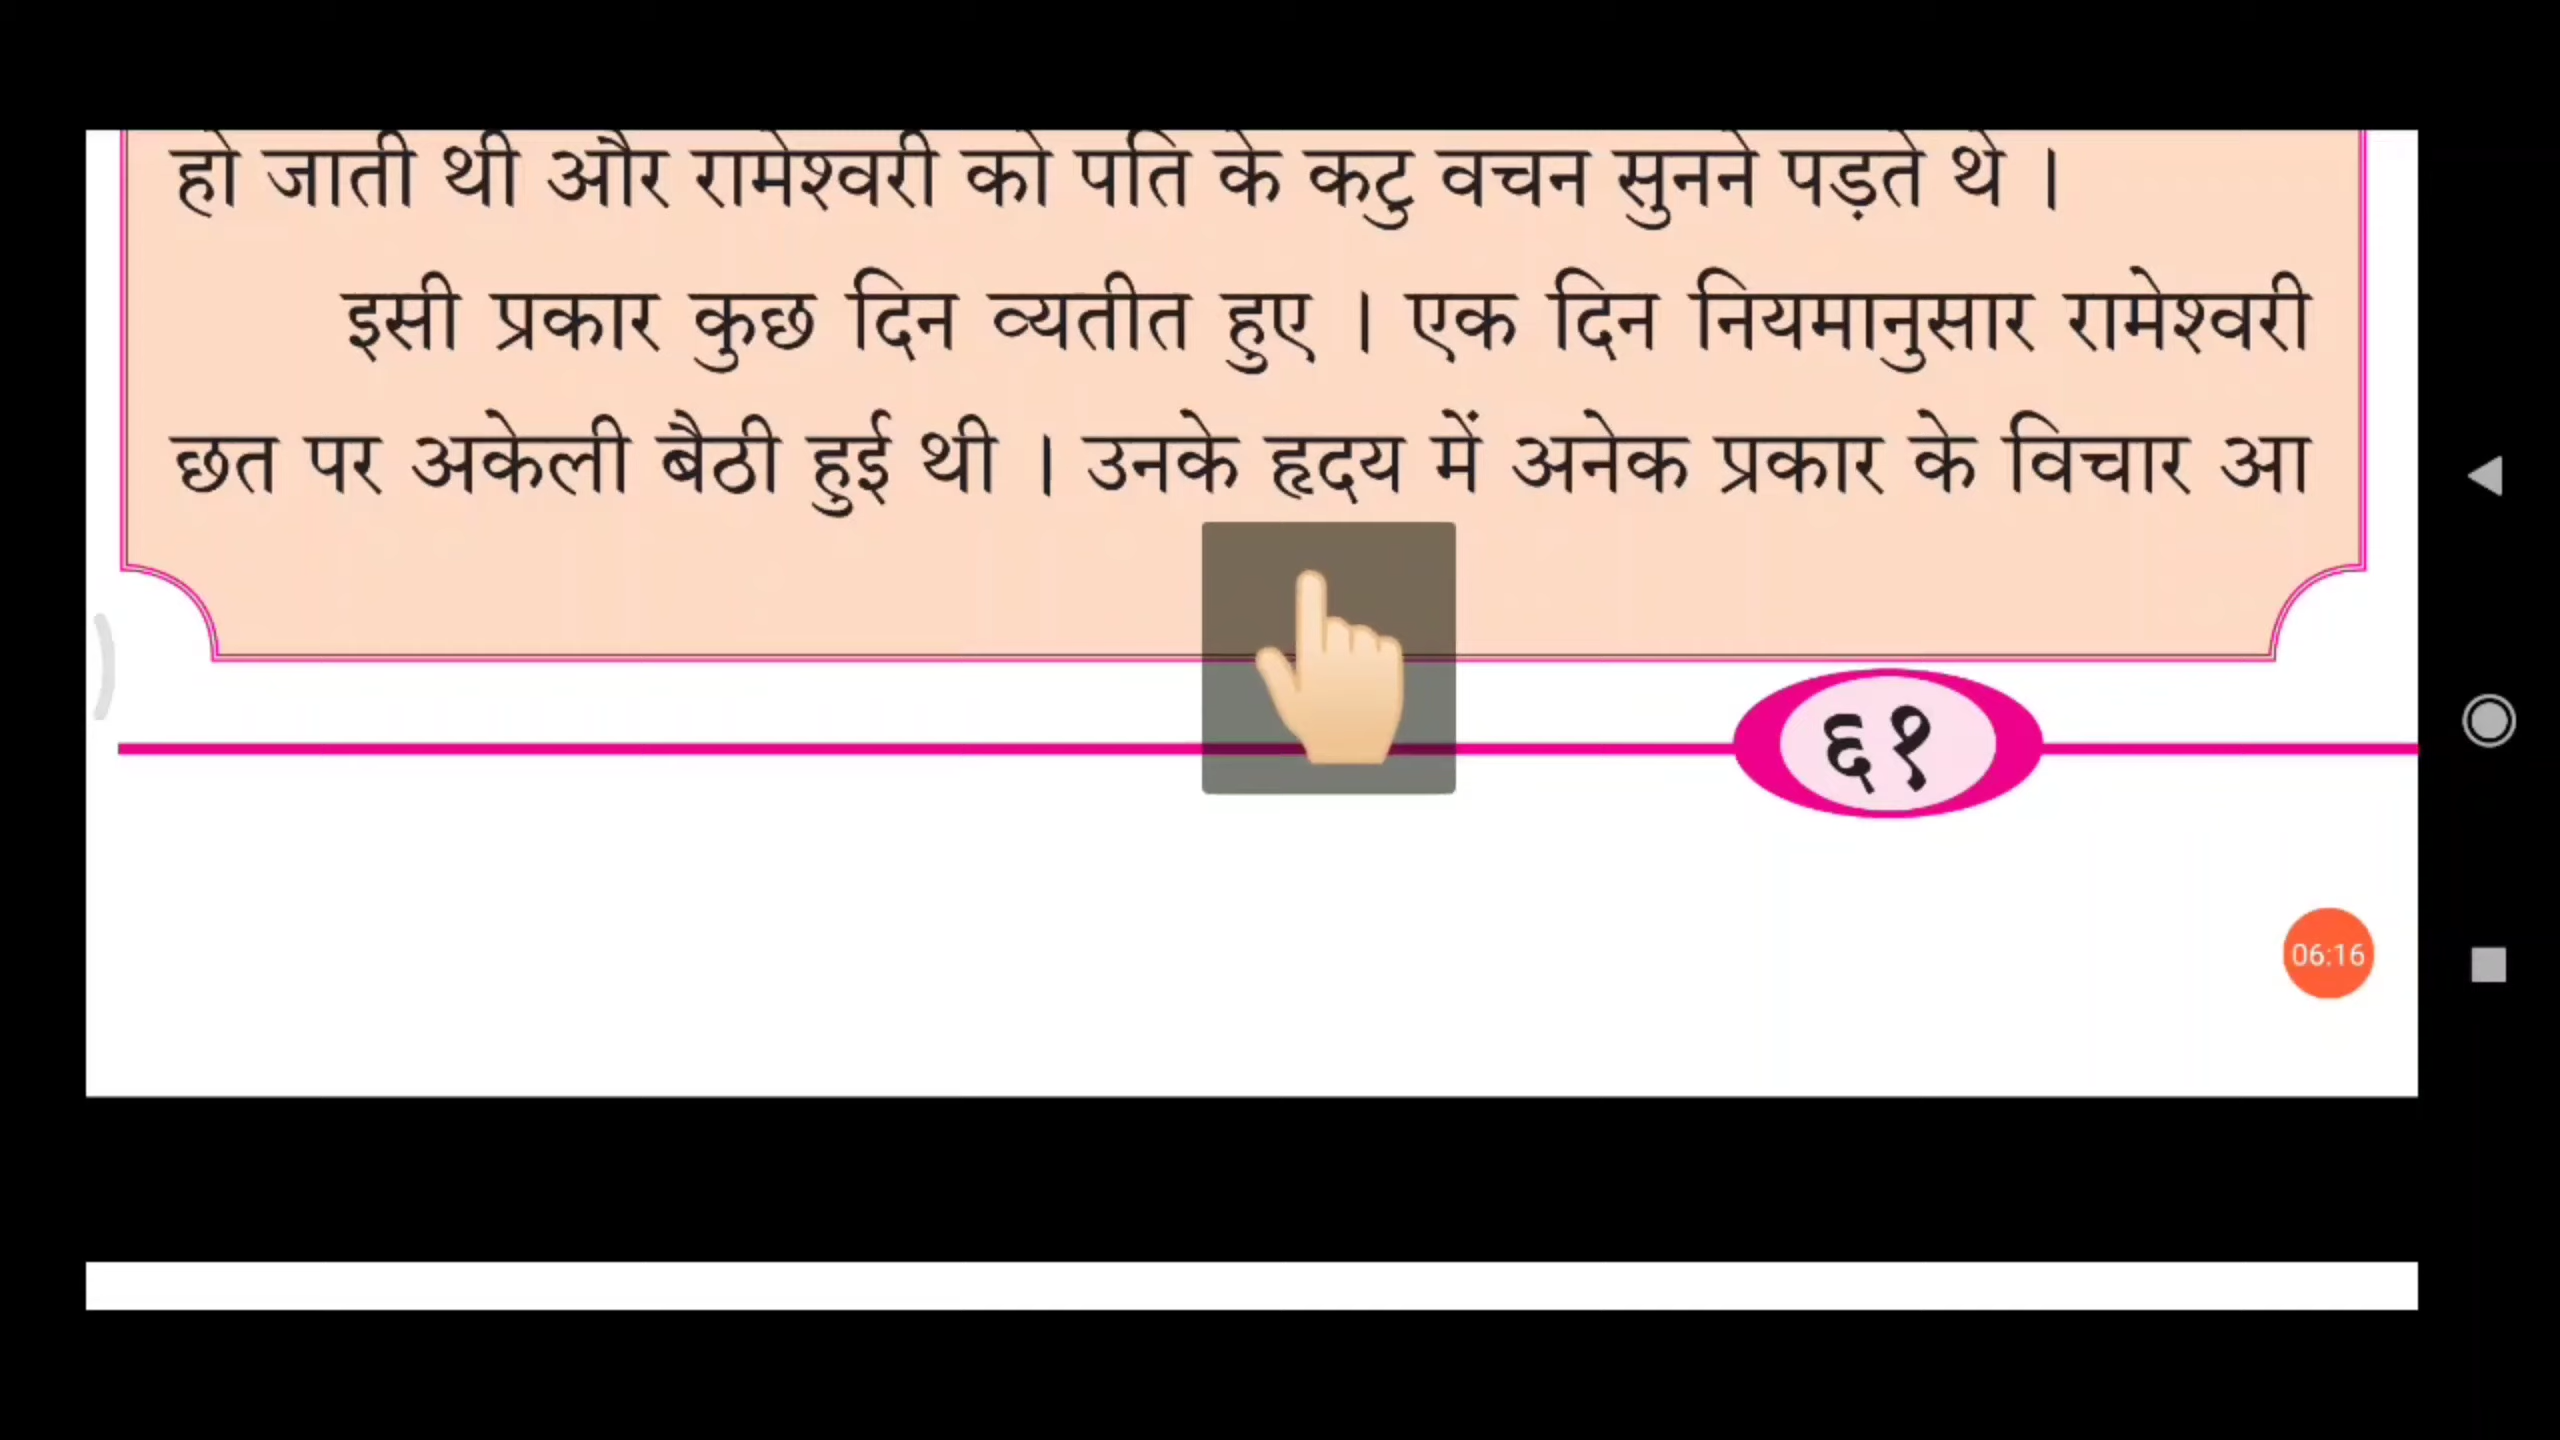 हो जाती थी और रामेश्वरी को पति के कटु वचन सुनने पड़ते थे ।
इसी प्रकार कुछ दिन व्यतीत हुए । एक दिन नियमानुसार रामेश्वरी
छत पर अकेली बैठी हुई थी । उनके हृदय में अनेक प्रकार के विचार आ
६१
06:16